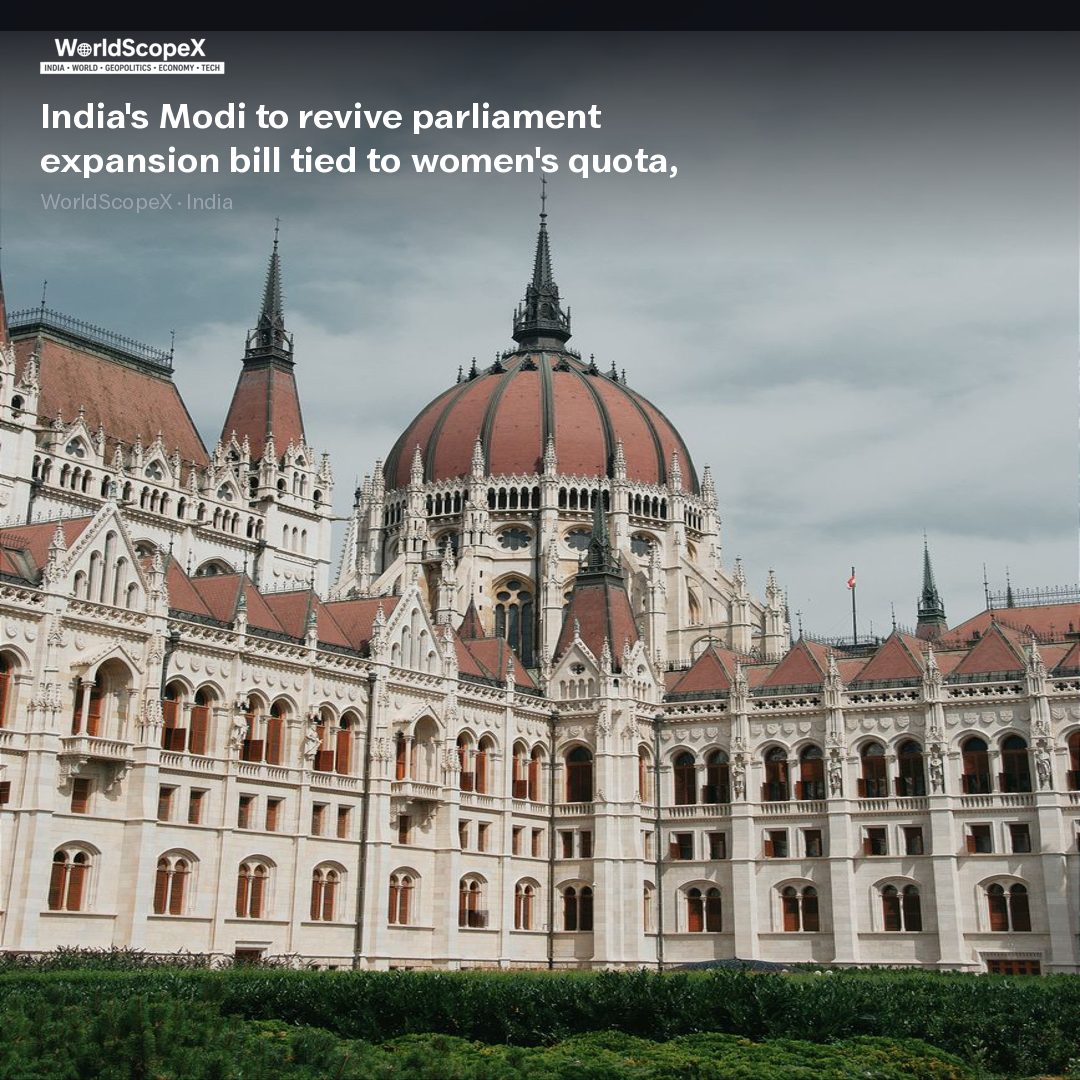 WorldScopeX
INDIA • WORLD • GEOPOLITICS • ECONOMY • TECH
India's Modi to revive parliament
expansion bill tied to women's quota,
WorldScopeX · India